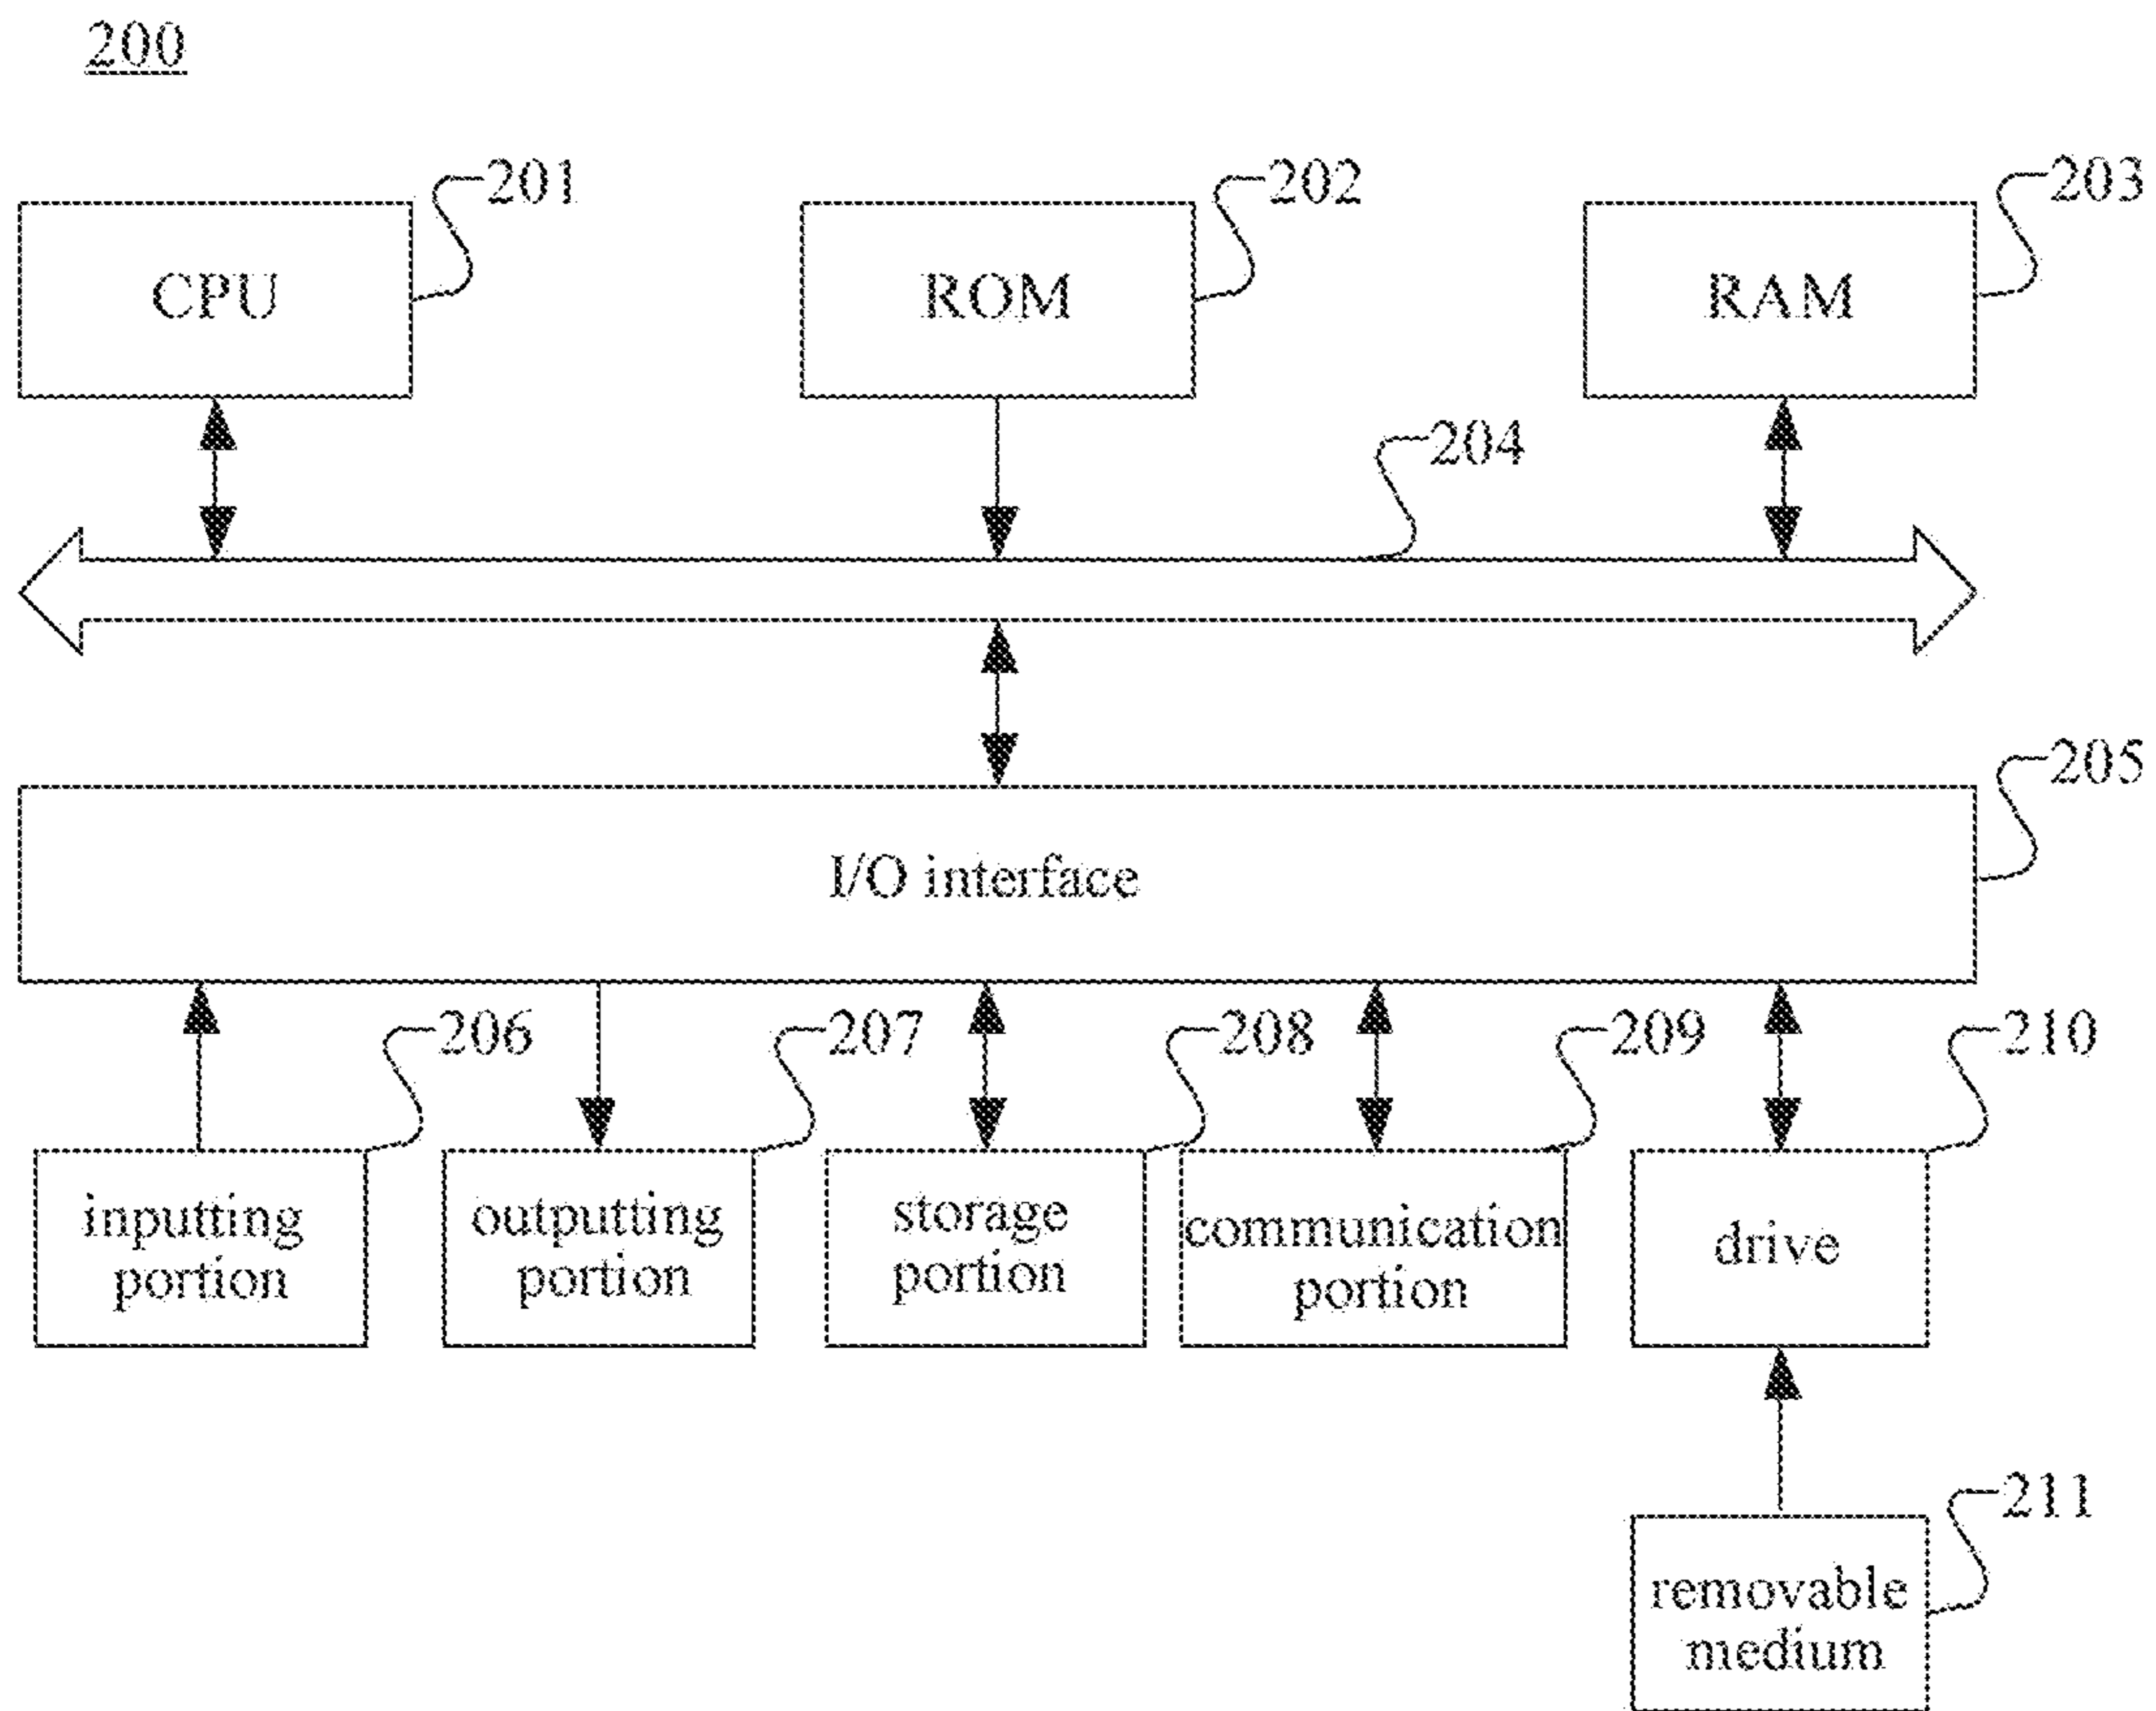 200
201
202
203
CPU
ROM
RAM
204
205
I/O interface
206
207
208
209
210
inputting
portion
outputting
portion
storage
portion
communication
portion
drive
211
removable
medium